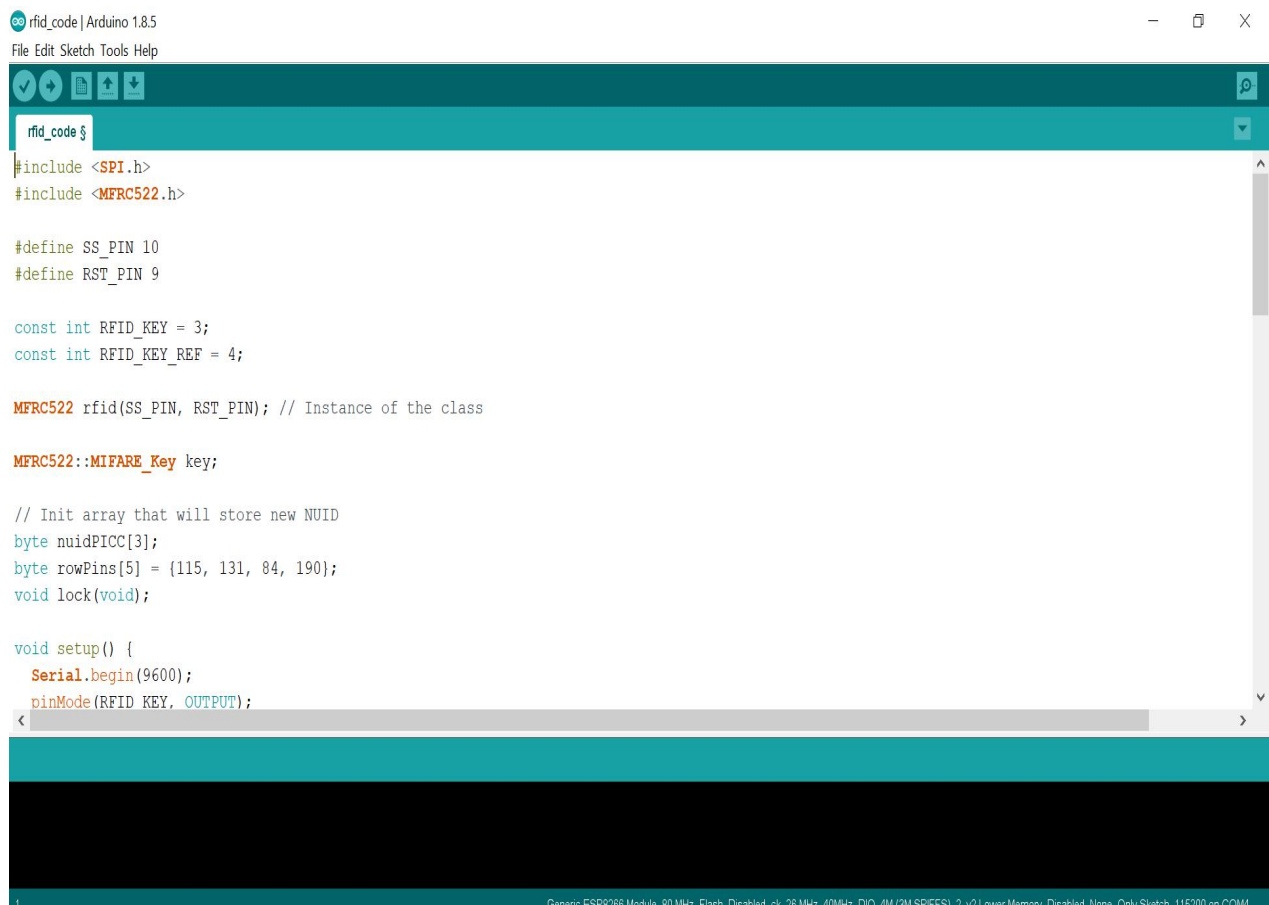 rfid_code | Arduino 1.8.5
File Edit Sketch Tools Help
rfid_code §
#include <SPI.h>
#include <MFRC522.h>
#define SS_PIN 10
#define RST_PIN 9
const int RFID_KEY = 3;
const int RFID_KEY_REF = 4;
MFRC522 rfid(SS_PIN, RST_PIN); // Instance of the class
MFRC522::MIFARE_Key key;
// Init array that will store new NUID
byte nuidPICC[3];
byte rowPins[5] = {115, 131, 84, 190};
void lock(void);
void setup() {
Serial.begin(9600);
pinMode(RFID_KEY, OUTPUT);
1 Generic ESP8266 Module, 80 MHz, Flash, Disabled, ck, 26 MHz, 40MHz, DIO, 4M (3M SPIFFS), 2, v2 Lower Memory, Disabled, None, Only Sketch, 115200 on COM4